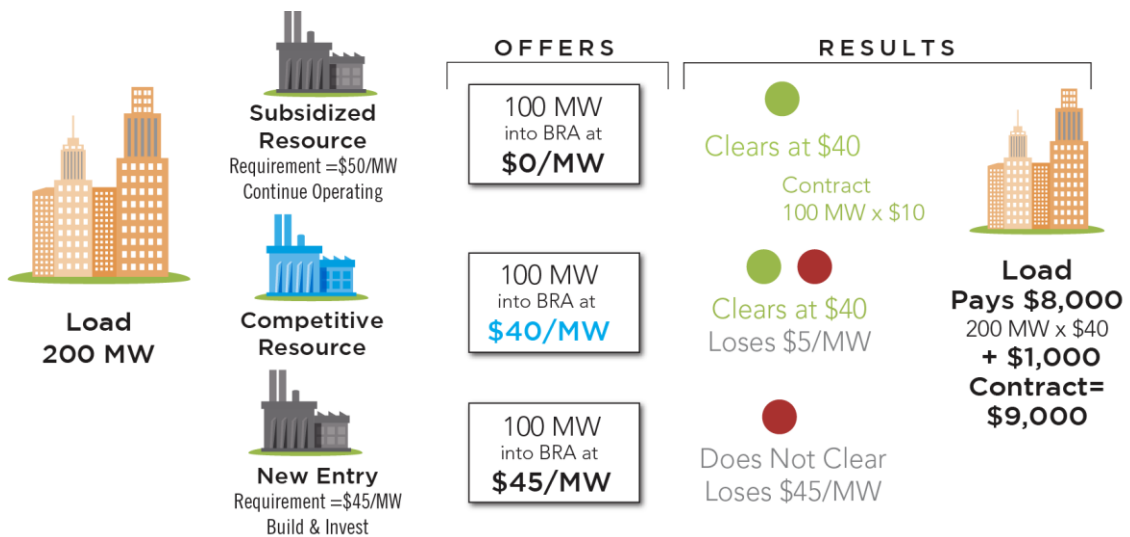 OFFERS
RESULTS
Load
200 MW
Subsidized
Resource
Requirement =$50/MW
Continue Operating
100 MW
into BRA at
$0/MW
Clears at $40
Contract
100 MW x $10
Competitive
Resource
100 MW
into BRA at
$40/MW
Clears at $40
Loses $5/MW
New Entry
Requirement =$45/MW
Build & Invest
100 MW
into BRA at
$45/MW
Does Not Clear
Loses $45/MW
Load
Pays $8,000
200 MW x $40
+ $1,000
Contract=
$9,000